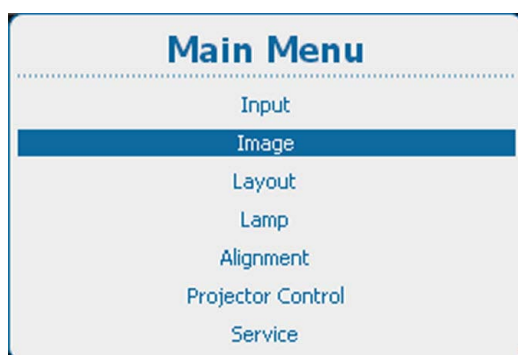 Main Menu
Input
Image
Layout
Lamp
Alignment
Projector Control
Service